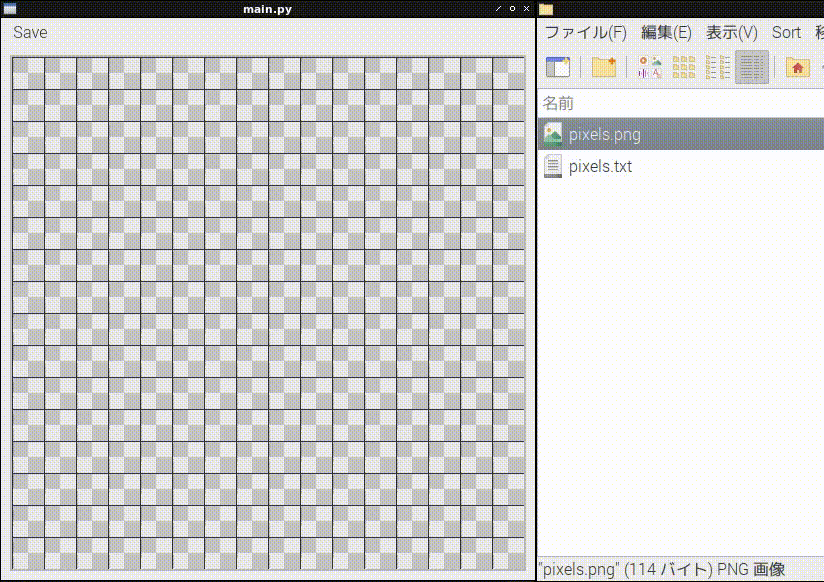 main.py
Save
ファイル(F) 編集(E) 表示(V) Sort
名前
pixels.png
pixels.txt
"pixels.png" (114 バイト) PNG 画像